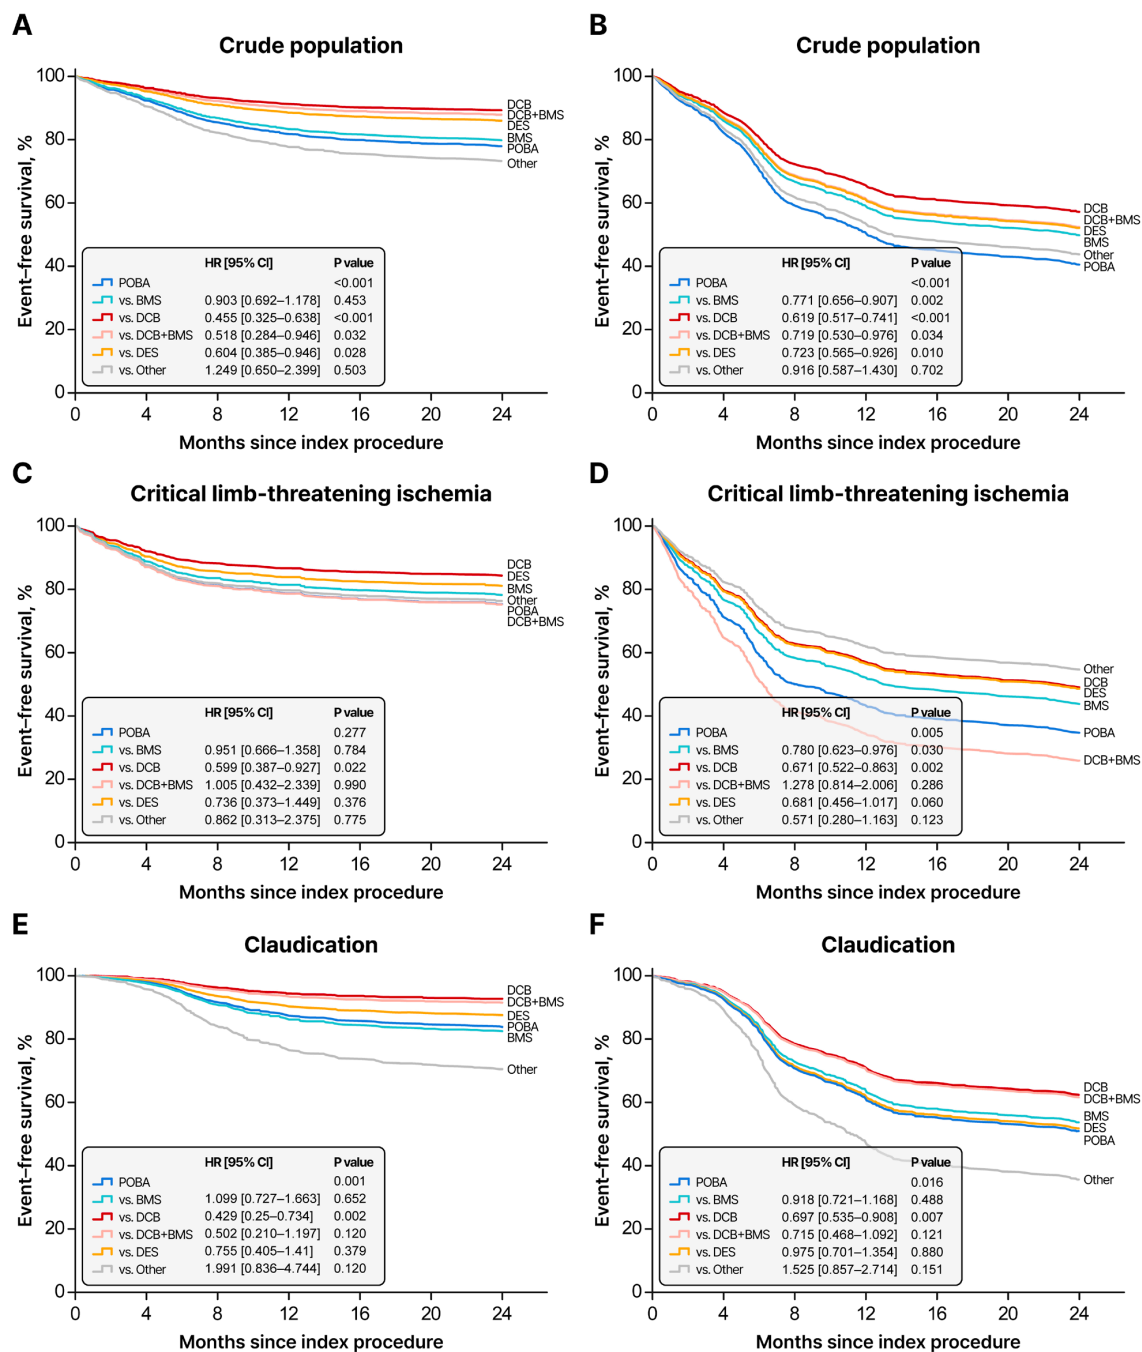 A
Crude population
Event–free survival, %
100
80
60
40
20
0
DCB
DCB+BMS
DES
BMS
POBA
Other
HR [95% CI] P value
POBA <0.001
vs. BMS 0.903 [0.692–1.178] 0.453
vs. DCB 0.455 [0.325–0.638] <0.001
vs. DCB+BMS 0.518 [0.284–0.946] 0.032
vs. DES 0.604 [0.385–0.946] 0.028
vs. Other 1.249 [0.650–2.399] 0.503
0 4 8 12 16 20 24
Months since index procedure
B
Crude population
Event–free survival, %
100
80
60
40
20
0
DCB
DCB+BMS
DES
BMS
Other
POBA
HR [95% CI] P value
POBA <0.001
vs. BMS 0.771 [0.656–0.907] 0.002
vs. DCB 0.619 [0.517–0.741] <0.001
vs. DCB+BMS 0.719 [0.530–0.976] 0.034
vs. DES 0.723 [0.565–0.926] 0.010
vs. Other 0.916 [0.587–1.430] 0.702
0 4 8 12 16 20 24
Months since index procedure
C
Critical limb-threatening ischemia
Event–free survival, %
100
80
60
40
20
0
DCB
DES
BMS
Other
POBA
DCB+BMS
HR [95% CI] P value
POBA 0.277
vs. BMS 0.951 [0.666–1.358] 0.784
vs. DCB 0.599 [0.387–0.927] 0.022
vs. DCB+BMS 1.005 [0.432–2.339] 0.990
vs. DES 0.736 [0.373–1.449] 0.376
vs. Other 0.862 [0.313–2.375] 0.775
0 4 8 12 16 20 24
Months since index procedure
D
Critical limb-threatening ischemia
Event–free survival, %
100
80
60
40
20
0
Other
DCB
DES
BMS
POBA
DCB+BMS
HR [95% CI] P value
POBA 0.005
vs. BMS 0.780 [0.623–0.976] 0.030
vs. DCB 0.671 [0.522–0.863] 0.002
vs. DCB+BMS 1.278 [0.814–2.006] 0.286
vs. DES 0.681 [0.456–1.017] 0.060
vs. Other 0.571 [0.280–1.163] 0.123
0 4 8 12 16 20 24
Months since index procedure
E
Claudication
Event–free survival, %
100
80
60
40
20
0
DCB
DCB+BMS
DES
POBA
BMS
Other
HR [95% CI] P value
POBA 0.001
vs. BMS 1.099 [0.727–1.663] 0.652
vs. DCB 0.429 [0.25–0.734] 0.002
vs. DCB+BMS 0.502 [0.210–1.197] 0.120
vs. DES 0.755 [0.405–1.41] 0.379
vs. Other 1.991 [0.836–4.744] 0.120
0 4 8 12 16 20 24
Months since index procedure
F
Claudication
Event–free survival, %
100
80
60
40
20
0
DCB
DCB+BMS
BMS
DES
POBA
Other
HR [95% CI] P value
POBA 0.016
vs. BMS 0.918 [0.721–1.168] 0.488
vs. DCB 0.697 [0.535–0.908] 0.007
vs. DCB+BMS 0.715 [0.468–1.092] 0.121
vs. DES 0.975 [0.701–1.354] 0.880
vs. Other 1.525 [0.857–2.714] 0.151
0 4 8 12 16 20 24
Months since index procedure